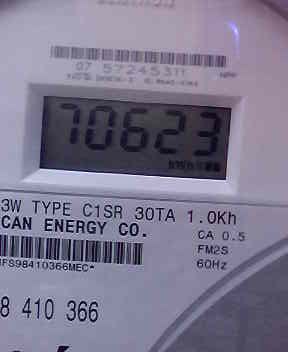 07 57245311
70623
kWh
3W TYPE C1SR 30TA 1.0Kh
CAN ENERGY CO.
CA 0.5
FM2S
60Hz
IFS98410366MEC*
8 410 366